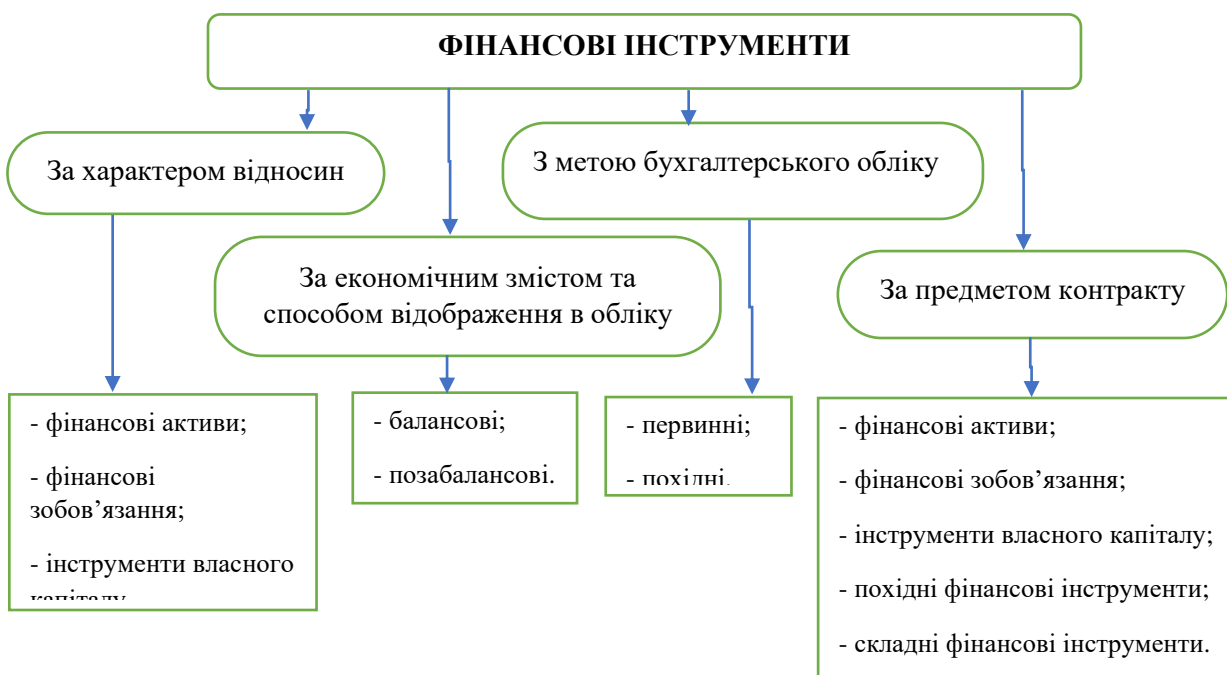 ФІНАНСОВІ ІНСТРУМЕНТИ
За характером відносин
З метою бухгалтерського обліку
За економічним змістом та
способом відображення в обліку
За предметом контракту
- фінансові активи;
- фінансові
зобов’язання;
- інструменти власного
капіталу
- балансові;
- позабалансові.
- первинні;
- похідні.
- фінансові активи;
- фінансові зобов’язання;
- інструменти власного капіталу;
- похідні фінансові інструменти;
- складні фінансові інструменти.